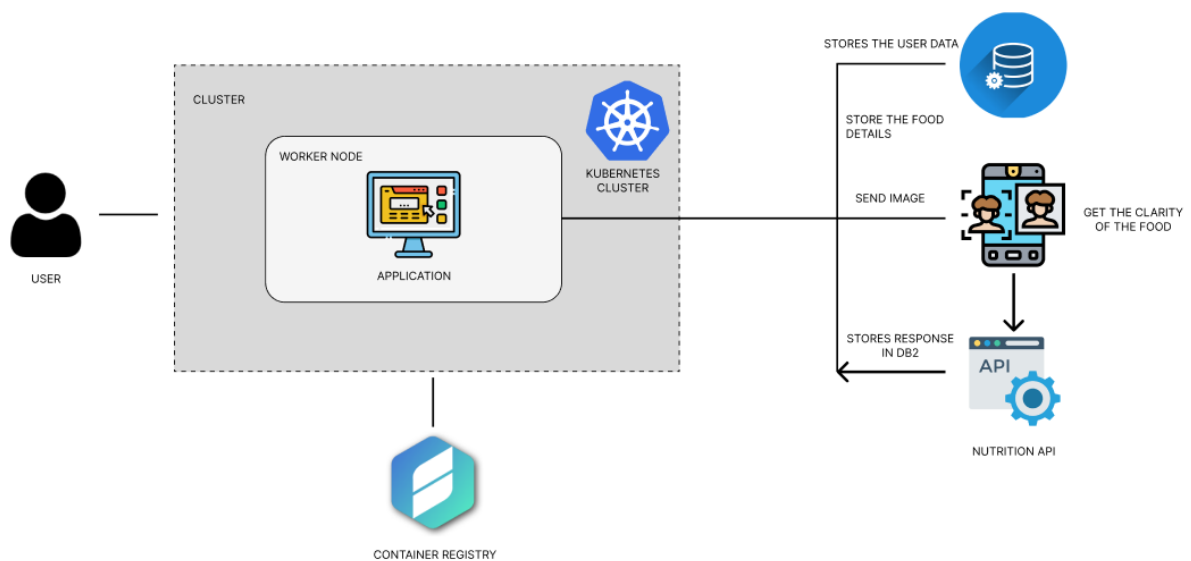 STORES THE USER DATA
CLUSTER
STORE THE FOOD
DETAILS
WORKER NODE
KUBERNETES
CLUSTER
SEND IMAGE
GET THE CLARITY
OF THE FOOD
USER
APPLICATION
STORES RESPONSE
IN DB2
API
NUTRITION API
CONTAINER REGISTRY